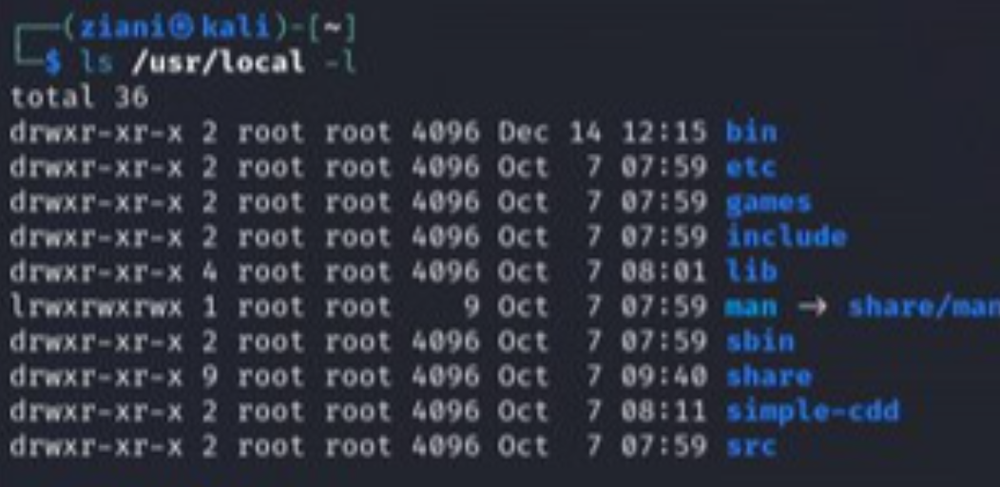 ┌──(ziani㉿kali)-[~]
└─$ ls /usr/local -l
total 36
drwxr-xr-x 2 root root 4096 Dec 14 12:15 bin
drwxr-xr-x 2 root root 4096 Oct  7 07:59 etc
drwxr-xr-x 2 root root 4096 Oct  7 07:59 games
drwxr-xr-x 2 root root 4096 Oct  7 07:59 include
drwxr-xr-x 4 root root 4096 Oct  7 08:01 lib
lrwxrwxrwx 1 root root    9 Oct  7 07:59 man → share/man
drwxr-xr-x 2 root root 4096 Oct  7 07:59 sbin
drwxr-xr-x 9 root root 4096 Oct  7 09:40 share
drwxr-xr-x 2 root root 4096 Oct  7 08:11 simple-cdd
drwxr-xr-x 2 root root 4096 Oct  7 07:59 src